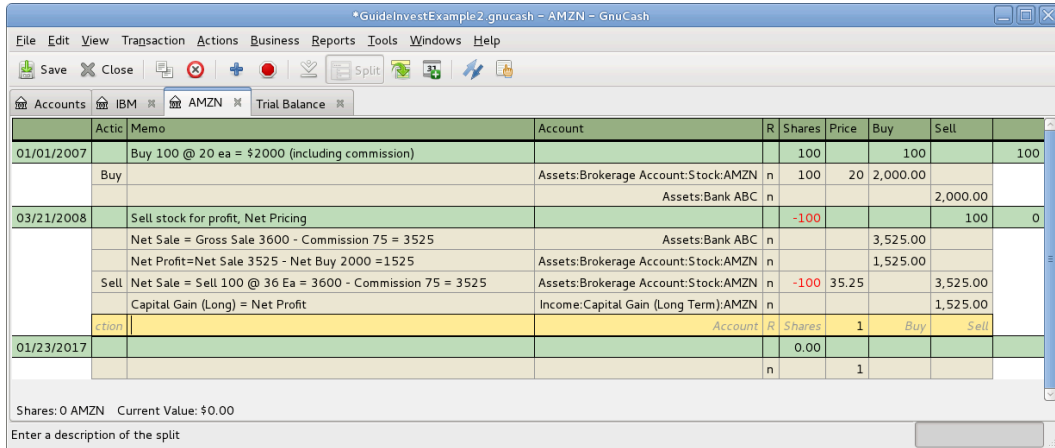 *GuideInvestExample2.gnucash – AMZN – GnuCash
File Edit View Transaction Actions Business Reports Tools Windows Help
Save Close Split 31
Accounts IBM AMZN Trial Balance
Actic Memo Account R Shares Price Buy Sell
01/01/2007 Buy 100 @ 20 ea = $2000 (including commission) 100 100 100
Buy Assets:Brokerage Account:Stock:AMZN n 100 20 2,000.00
Assets:Bank ABC n 2,000.00
03/21/2008 Sell stock for profit, Net Pricing -100 100 0
Net Sale = Gross Sale 3600 - Commission 75 = 3525 Assets:Bank ABC n 3,525.00
Net Profit=Net Sale 3525 - Net Buy 2000 =1525 Assets:Brokerage Account:Stock:AMZN n 1,525.00
Sell Net Sale = Sell 100 @ 36 Ea = 3600 - Commission 75 = 3525 Assets:Brokerage Account:Stock:AMZN n -100 35.25 3,525.00
Capital Gain (Long) = Net Profit Income:Capital Gain (Long Term):AMZN n 1,525.00
ction Account R Shares 1 Buy Sell
01/23/2017 0.00
n 1
Shares: 0 AMZN Current Value: $0.00
Enter a description of the split